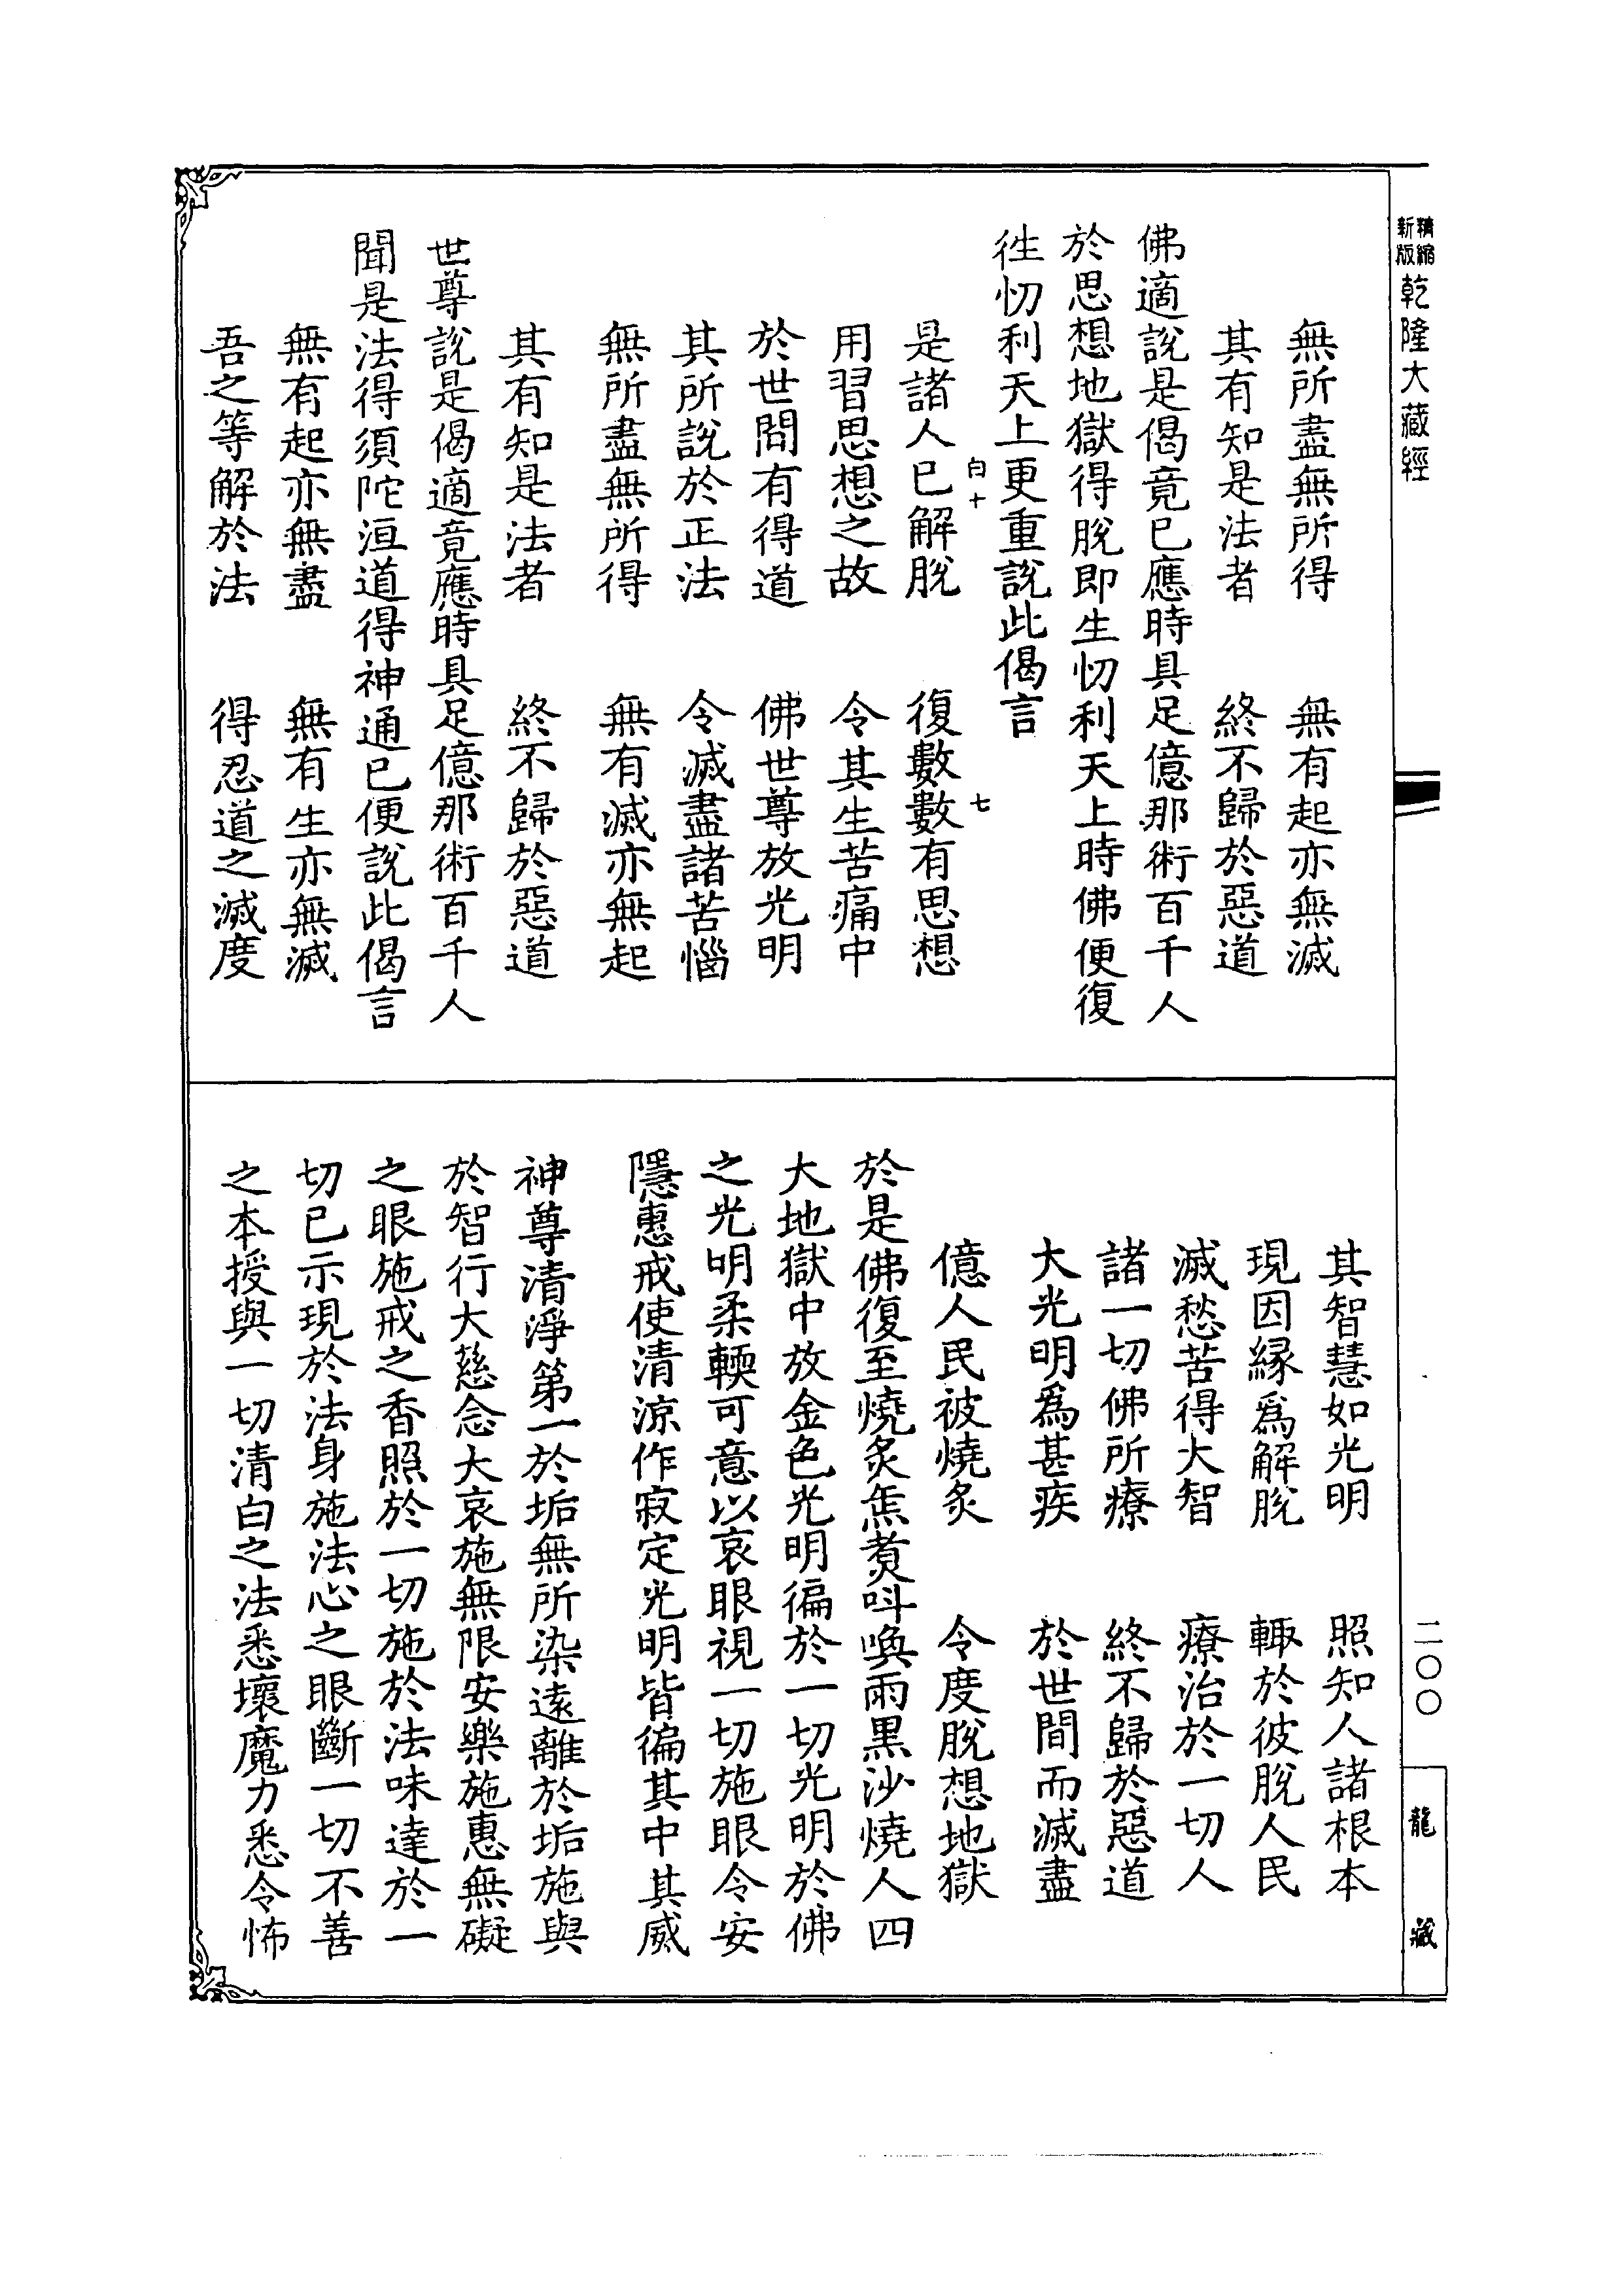 精縮新版乾隆大藏經
無所盡無所得　無有起亦無滅
其有知是法者　終不歸於惡道
佛適說是偈竟已應時具足億那術百千人
於思想地獄得脫即生忉利天上時佛便復
徃忉利天上更重說此偈言
白十　七
是諸人已解脫　復數數有思想
用習思想之故　令其生苦痛中
於世間有得道　佛世尊放光明
其所說於正法　令滅盡諸苦惱
無所盡無所得　無有滅亦無起
其有知是法者　終不歸於惡道
世尊說是偈適竟應時具足億那術百千人
聞是法得須陀洹道得神通已便說此偈言
無有起亦無盡　無有生亦無滅
吾之等解於法　得忍道之滅度
其智慧如光明　照知人諸根本
現因緣爲解脫　輙於彼脫人民
滅愁苦得大智　療治於一切人
諸一切佛所療　終不歸於惡道
大光明爲甚疾　於世間而滅盡
億人民被燒炙　令度脫想地獄
於是佛復至燒炙焦煑呌喚雨黑沙燒人四
大地獄中放金色光明徧於一切光明於佛
之光明柔輭可意以哀眼視一切施眼令安
隱惠戒使清涼作寂定光明皆徧其中其威
神尊清淨第一於垢無所染遠離於垢施與
於智行大慈念大哀施無限安樂施惠無礙
之眼施戒之香照於一切施於法味達於一
切已示現於法身施法心之眼斷一切不善
之本授與一切清白之法悉壞魔力悉令怖
二〇〇
龍藏